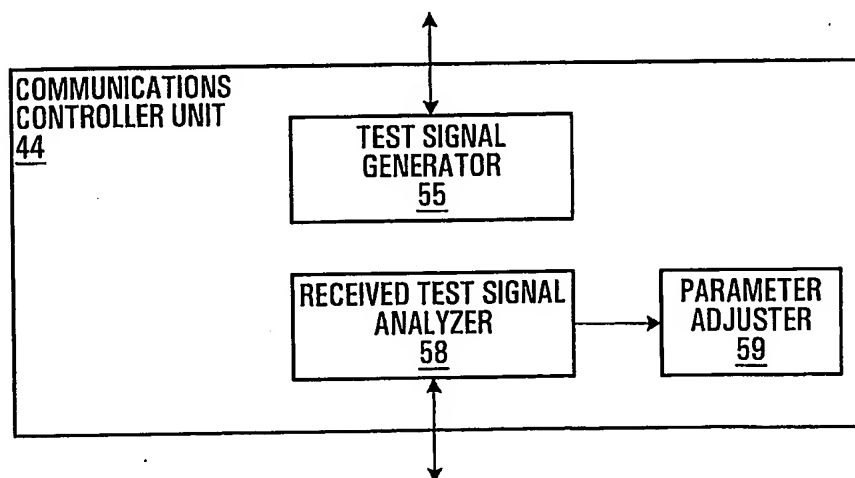 COMMUNICATIONS
CONTROLLER UNIT
44
TEST SIGNAL
GENERATOR
55
RECEIVED TEST SIGNAL
ANALYZER
58
PARAMETER
ADJUSTER
59